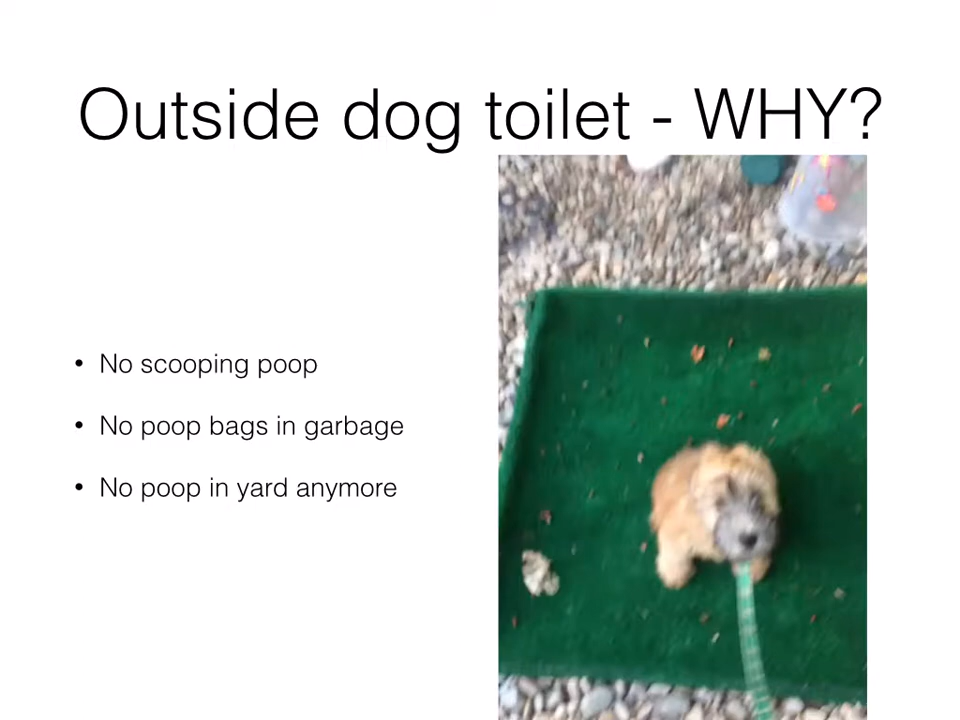 Outside dog toilet - WHY?
• No scooping poop
• No poop bags in garbage
• No poop in yard anymore